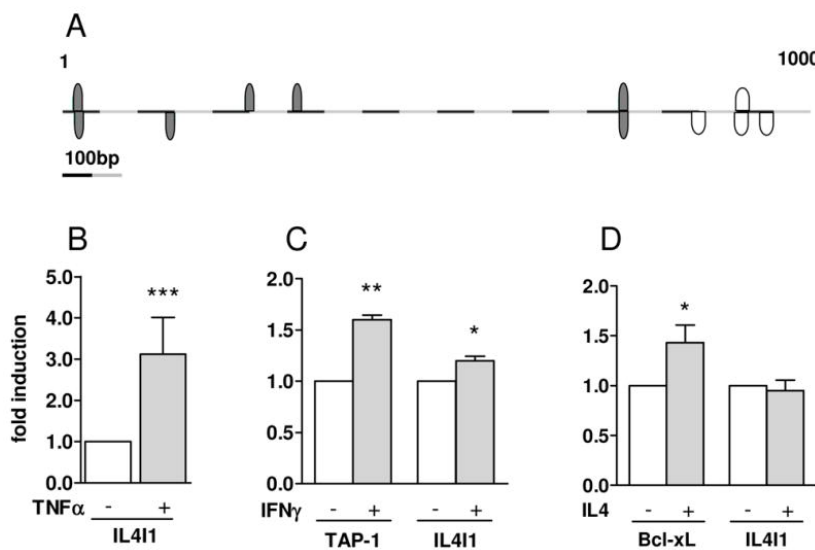 A
1 1000
100bp
B C D
fold induction
5.0
4.0
3.0
2.0
1.0
0.0
***
TNFα - +
IL4I1
2.0
1.5
1.0
0.5
0.0
** *
IFNγ - + - +
TAP-1 IL4I1
2.0
1.5
1.0
0.5
0.0
*
IL4 - + - +
Bcl-xL IL4I1